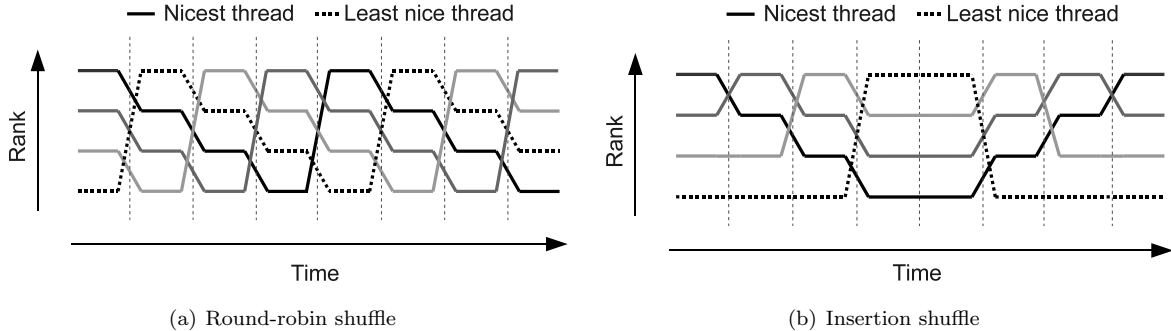 Nicest thread Least nice thread
Rank
Time
(a) Round-robin shuffle
Nicest thread Least nice thread
Rank
Time
(b) Insertion shuffle